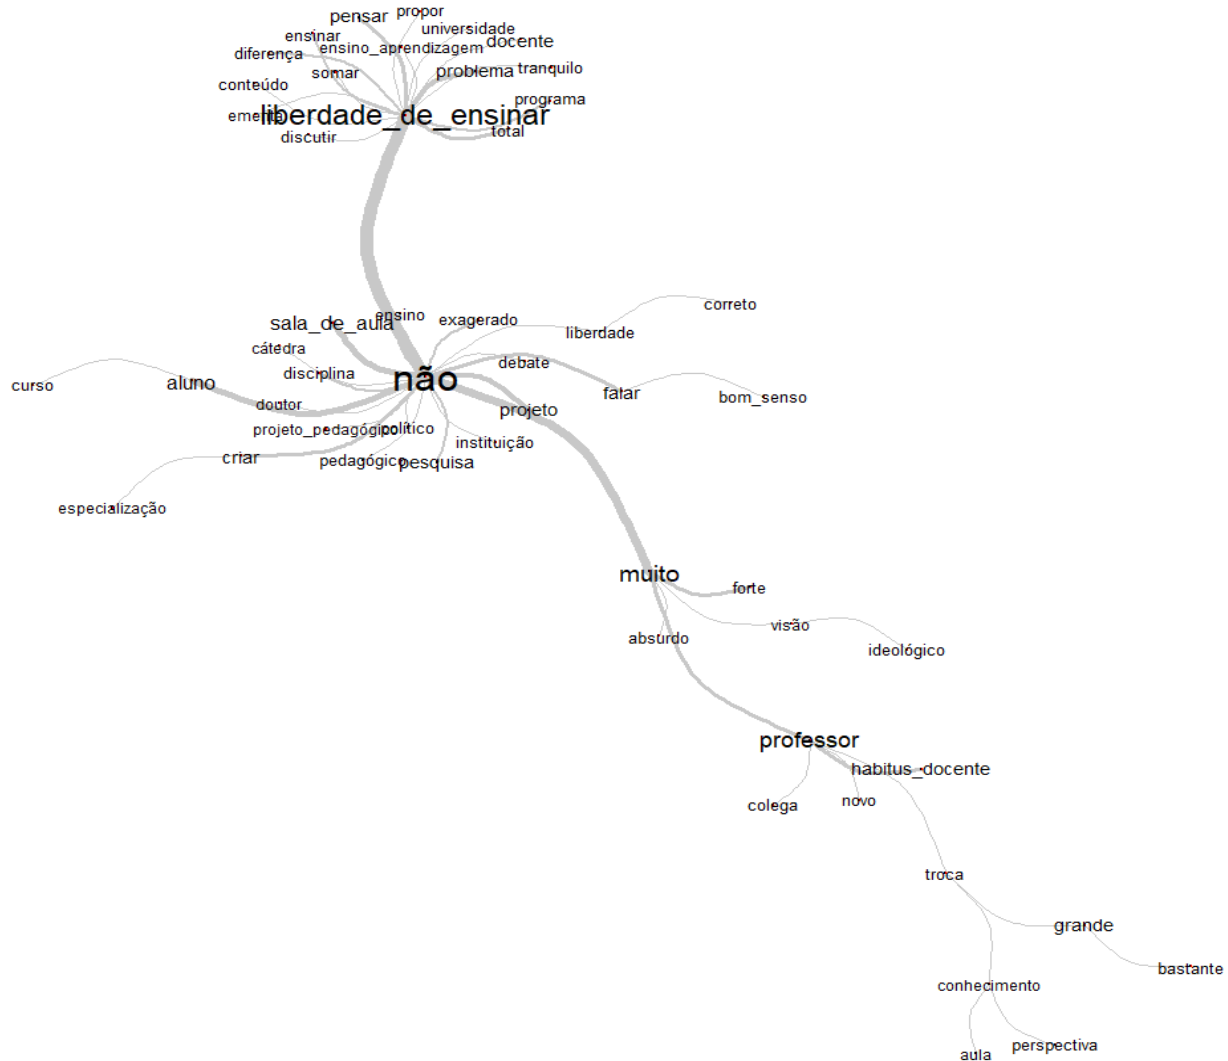 pensar
propor
ensinar
universidade
diferença
ensino_aprendizagem
docente
somar
problema
tranquilo
conteúdo
programa
ementa
liberdade_de_ensinar
discutir
total
correto
sala_de_aula
ensino
exagerado
liberdade
cátedra
debate
curso
aluno
disciplina
não
falar
bom_senso
doutor
projeto
projeto_pedagógico
político
instituição
criar
pedagógico
pesquisa
especialização
muito
forte
absurdo
visão
ideológico
professor
habitus_docente
colega
novo
troca
grande
bastante
conhecimento
aula
perspectiva